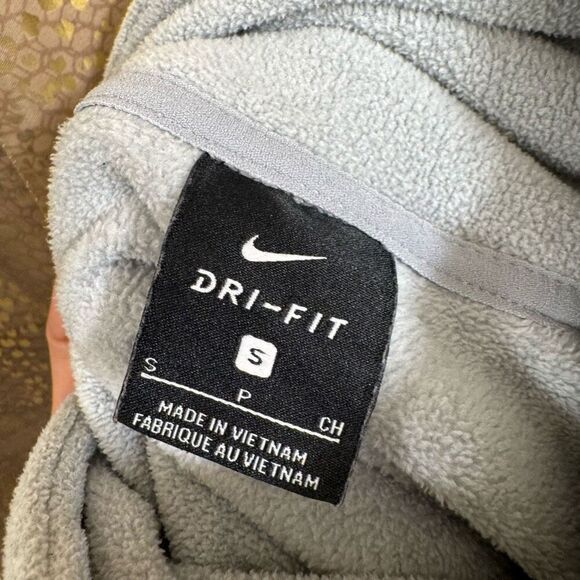 DRI-FIT
S
S P CH
MADE IN VIETNAM
FABRIQUE AU VIETNAM